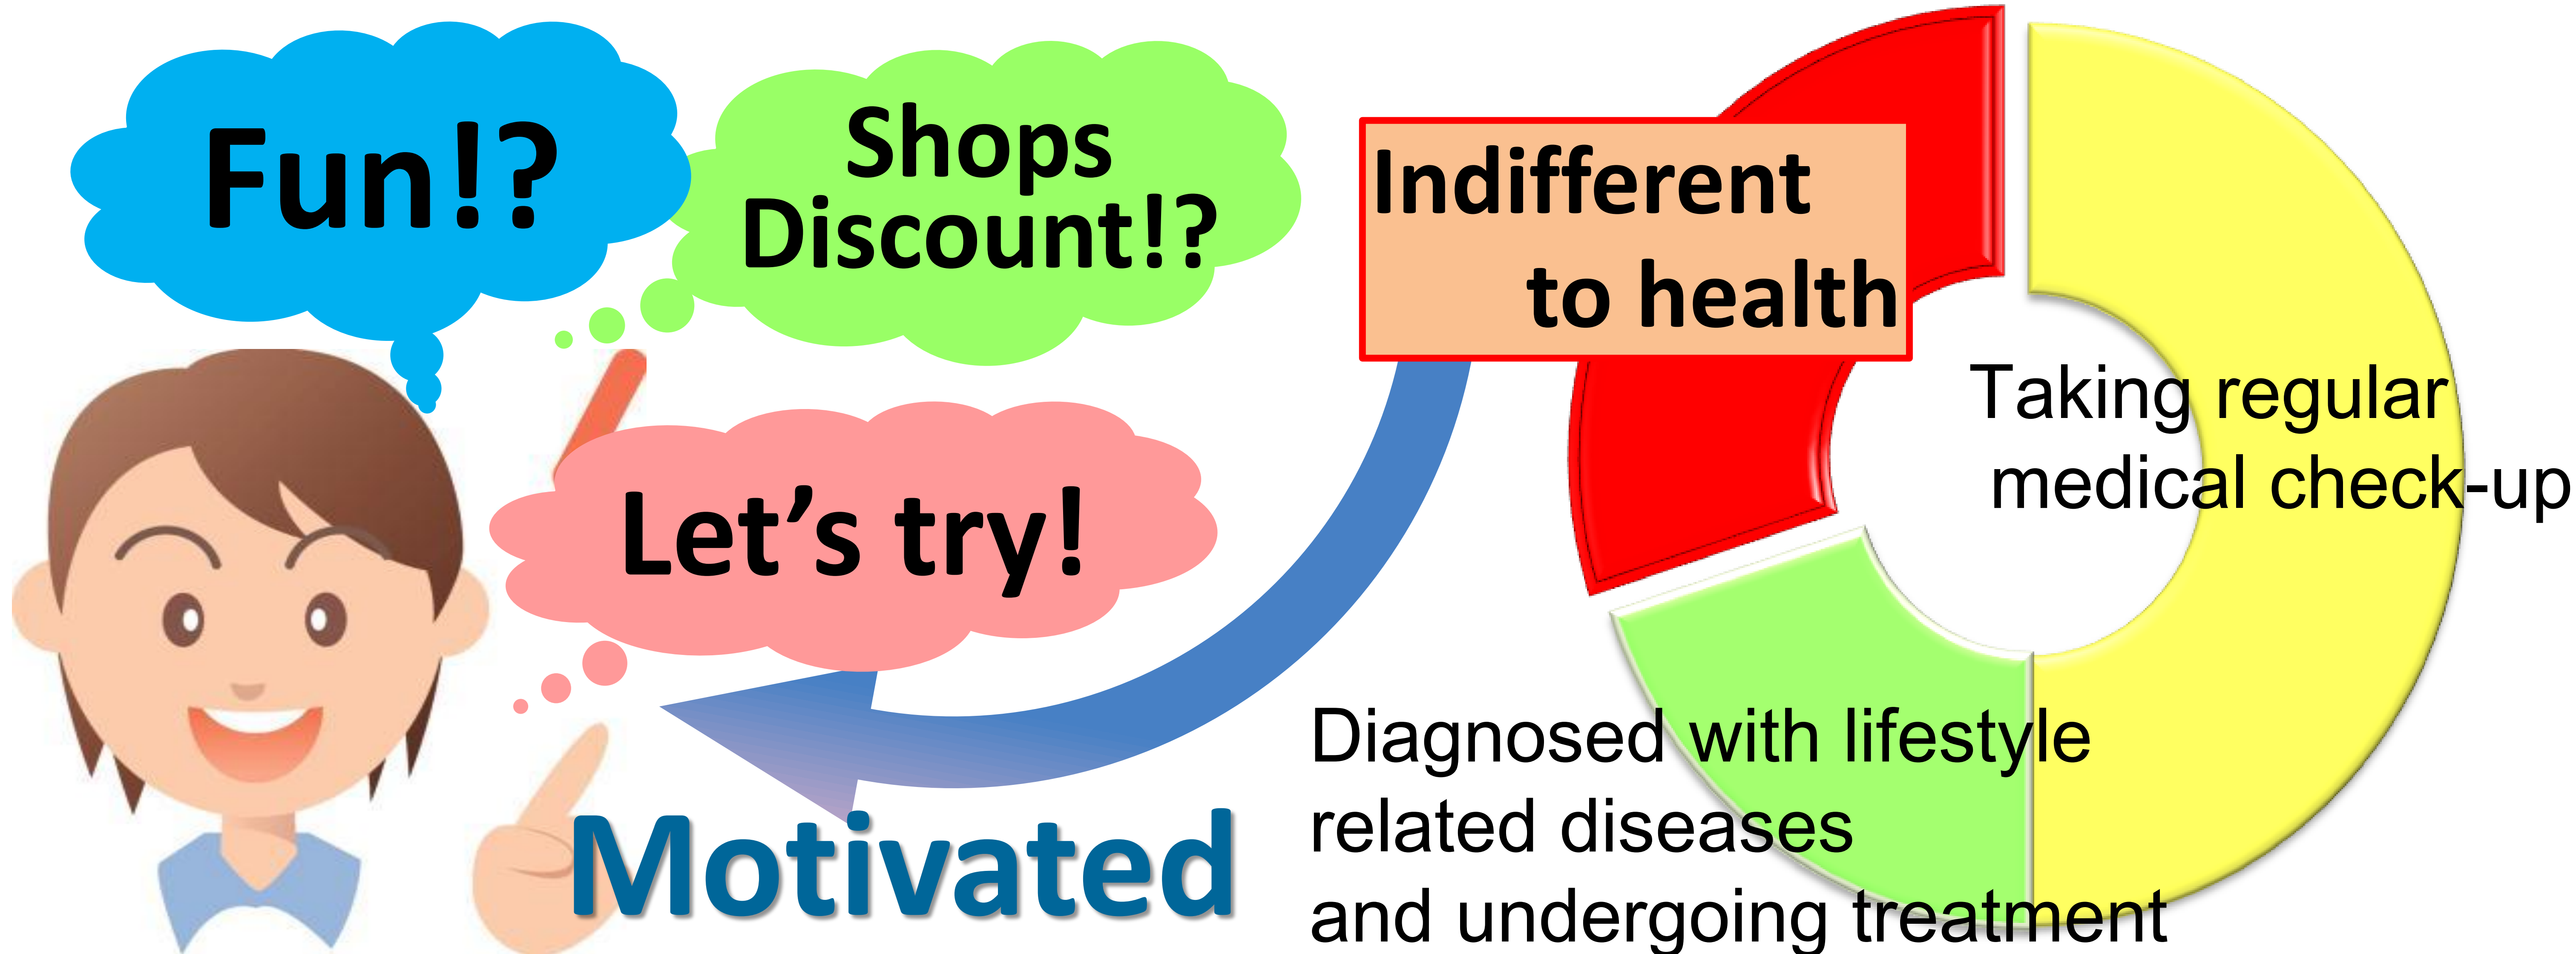 Fun!?
Shops
Discount!?
Let’s try!
Motivated
Indifferent
to health
Taking regular
medical check-up
Diagnosed with lifestyle
related diseases
and undergoing treatment